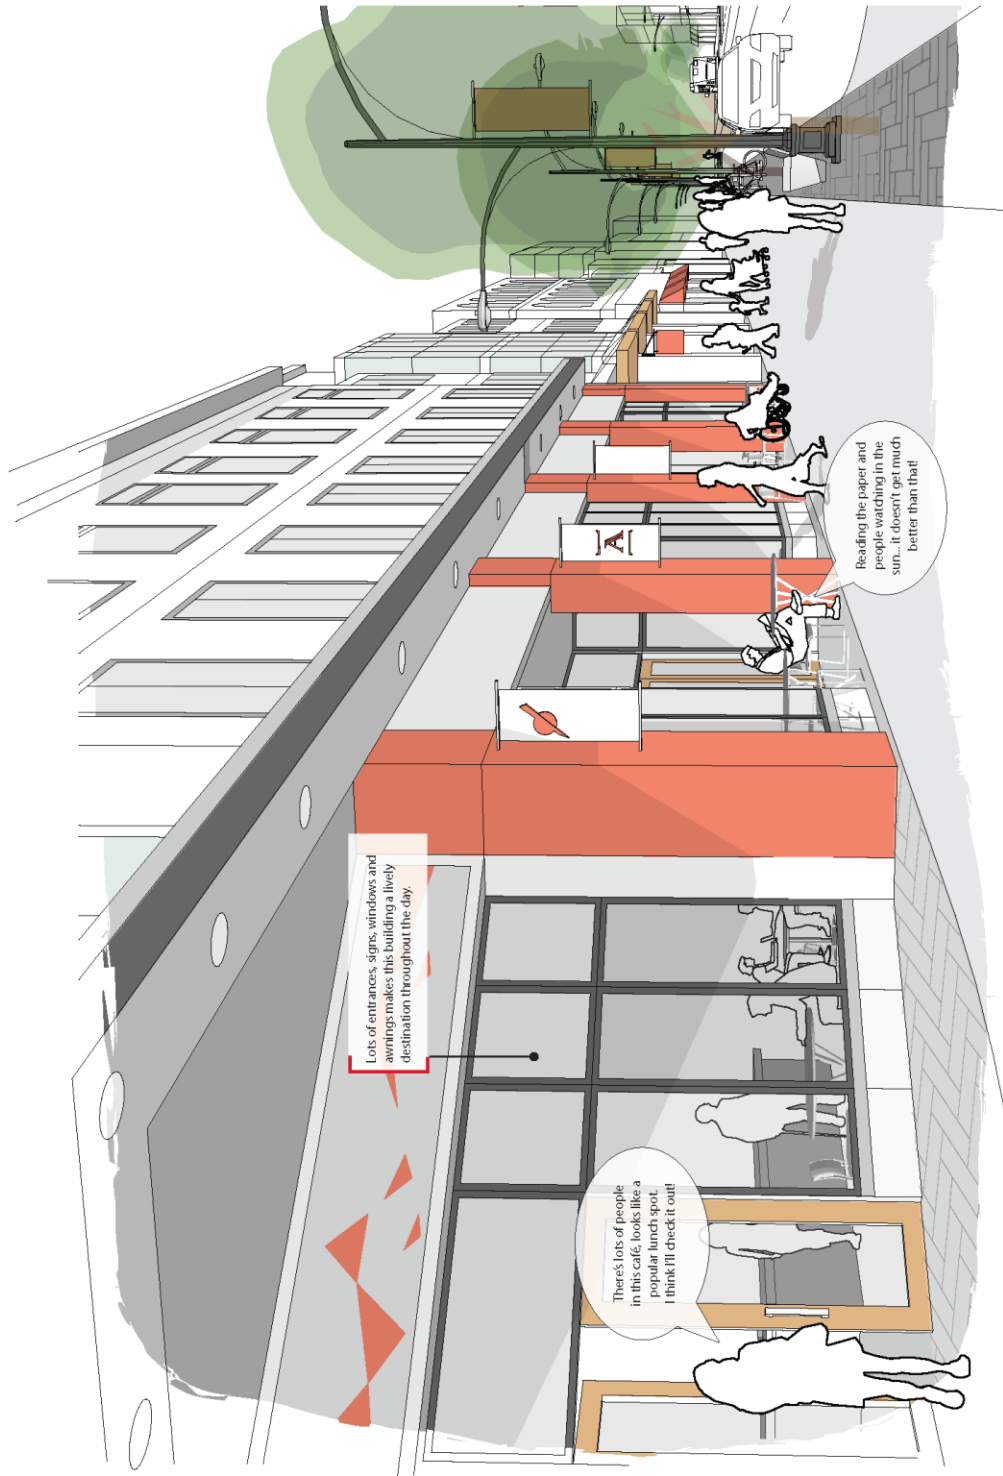 Lots of entrances, signs, windows and
awnings makes this building a lively
destination throughout the day.
There's lots of people
in this café, looks like a
popular lunch spot,
I think I'll check it out!
A
Reading the paper and
people watching in the
sun... it doesn't get much
better than that!